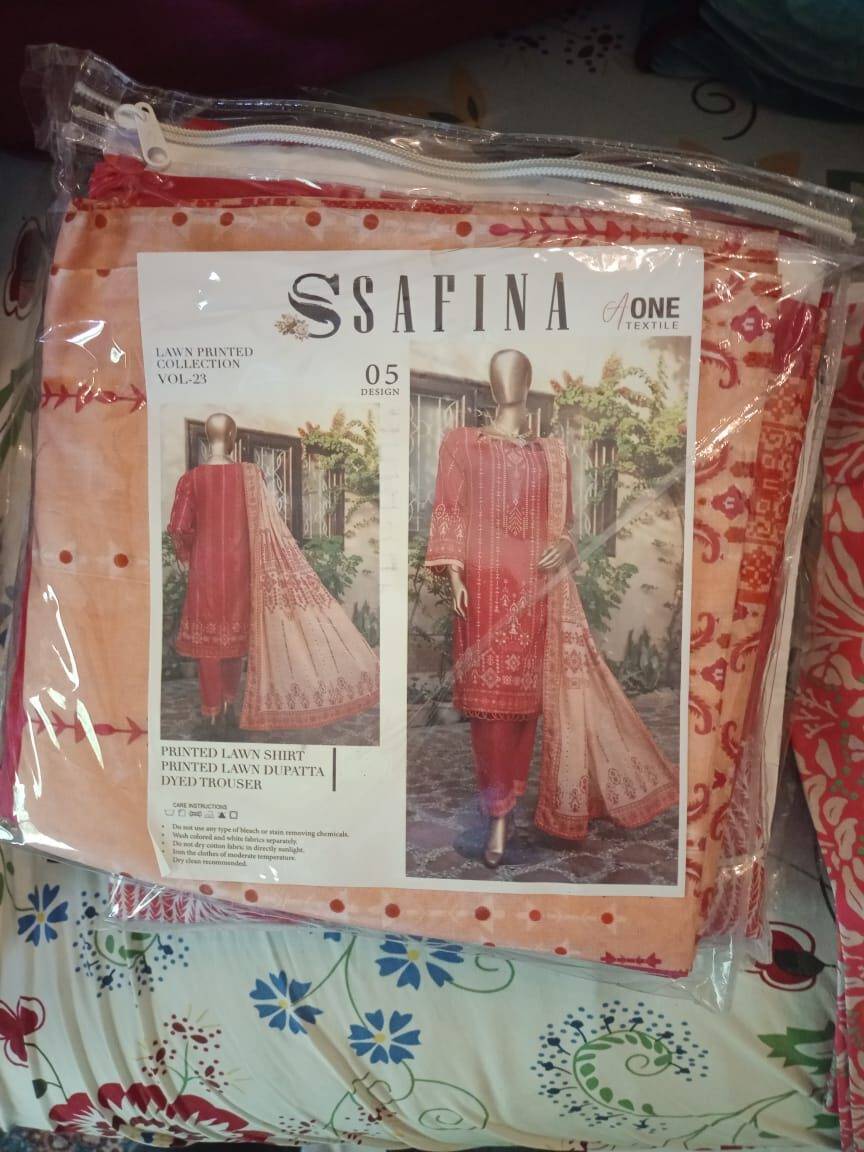 SSAFINA
A ONE
TEXTILE
LAWN PRINTED
COLLECTION
VOL-23
05
DESIGN
PRINTED LAWN SHIRT
PRINTED LAWN DUPATTA
DYED TROUSER
CARE INSTRUCTIONS
• Do not use any type of bleach or stain removing chemicals.
• Wash colored and white fabrics separately.
• Do not dry cotton fabric in directly sunlight.
• Iron the clothes of moderate temperature.
• Dry clean recommended.